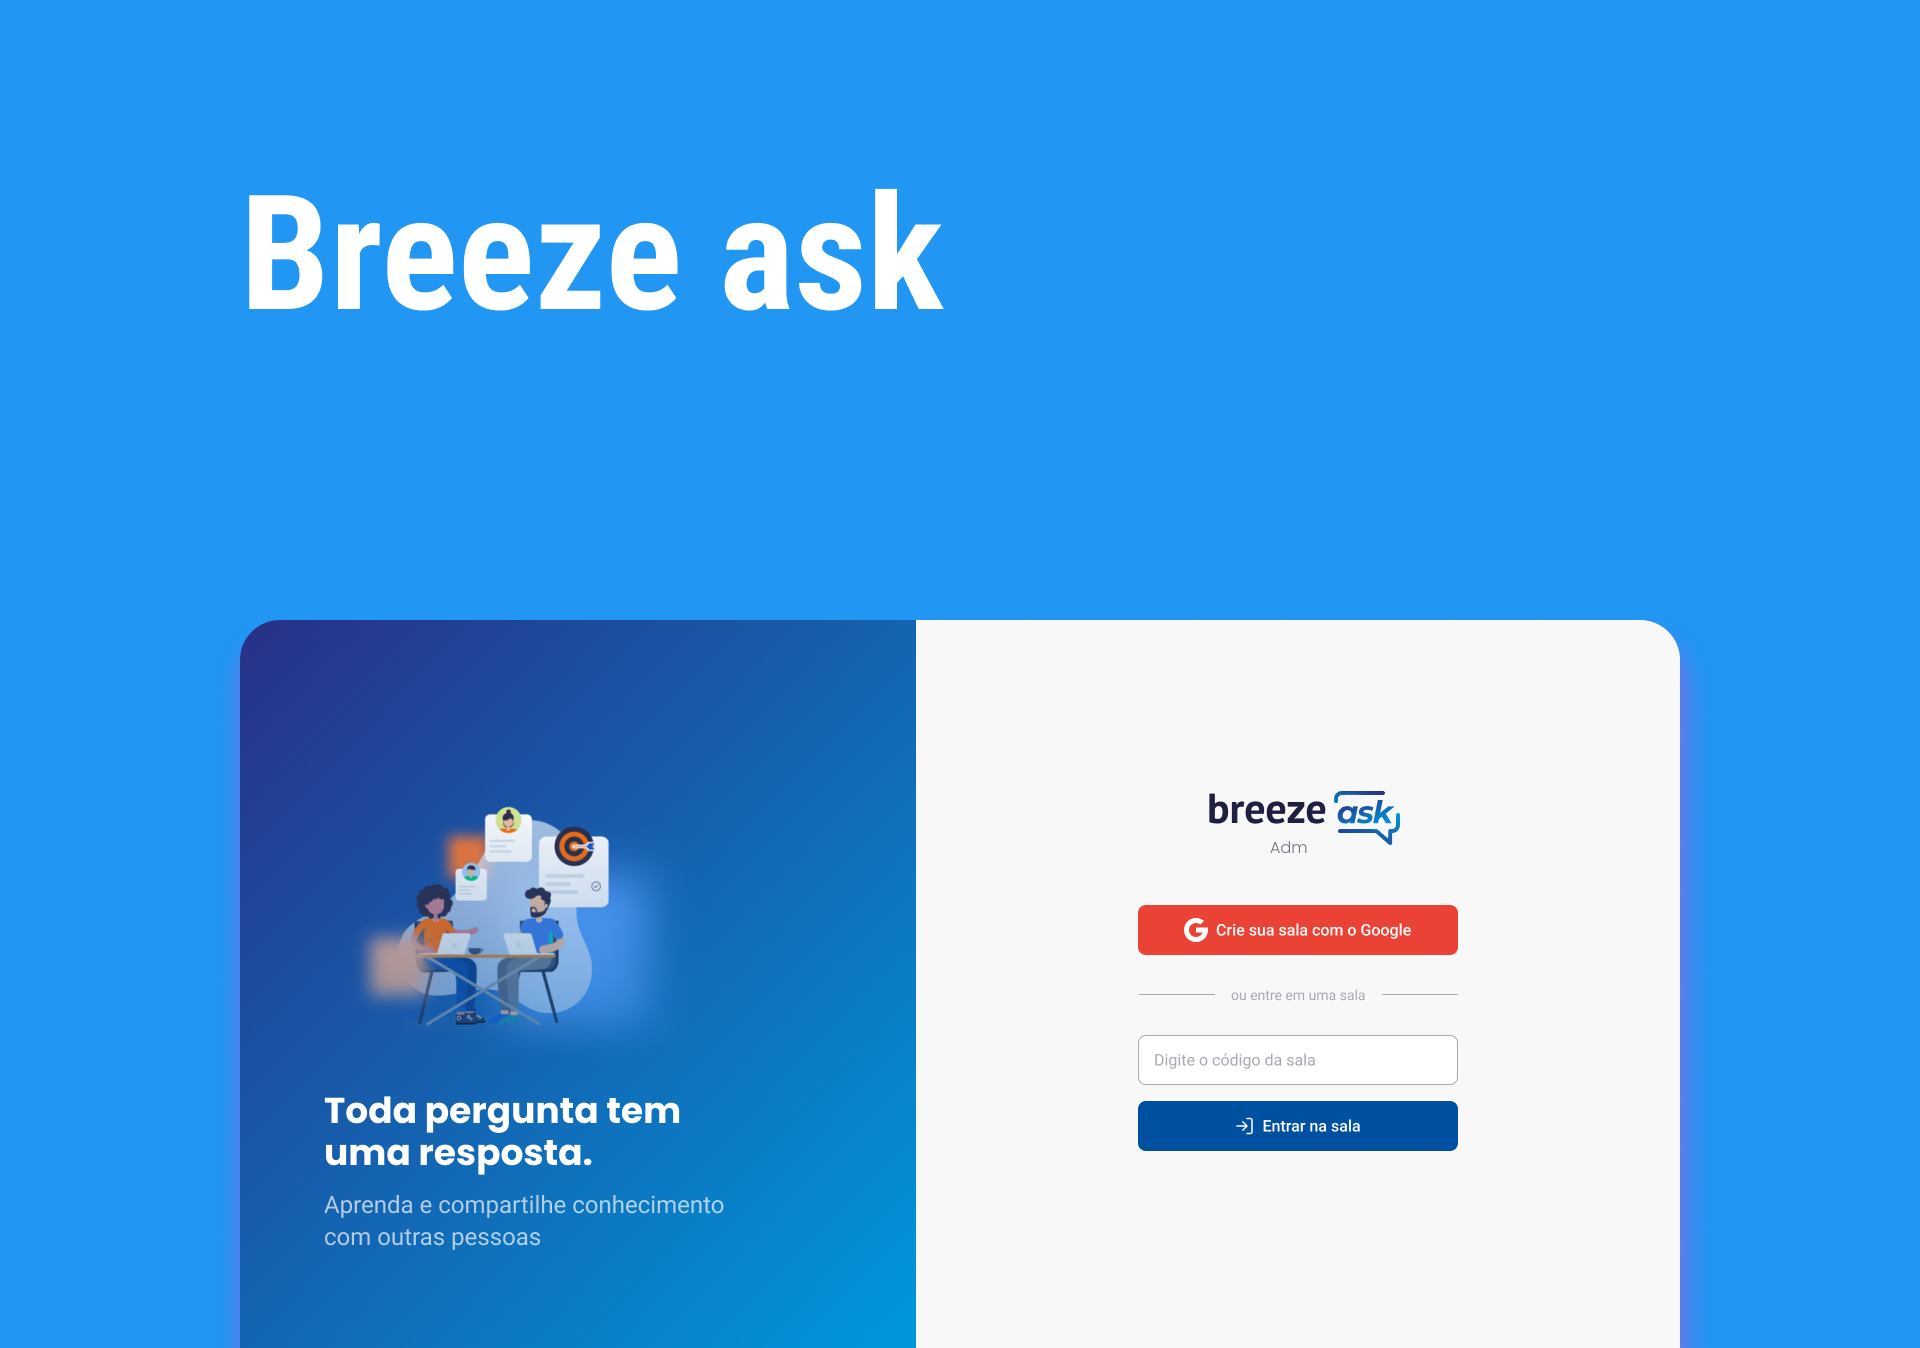 Breeze ask
Toda pergunta tem
uma resposta.
Aprenda e compartilhe conhecimento
com outras pessoas
breeze ask
Adm
Crie sua sala com o Google
ou entre em uma sala
Digite o código da sala
Entrar na sala